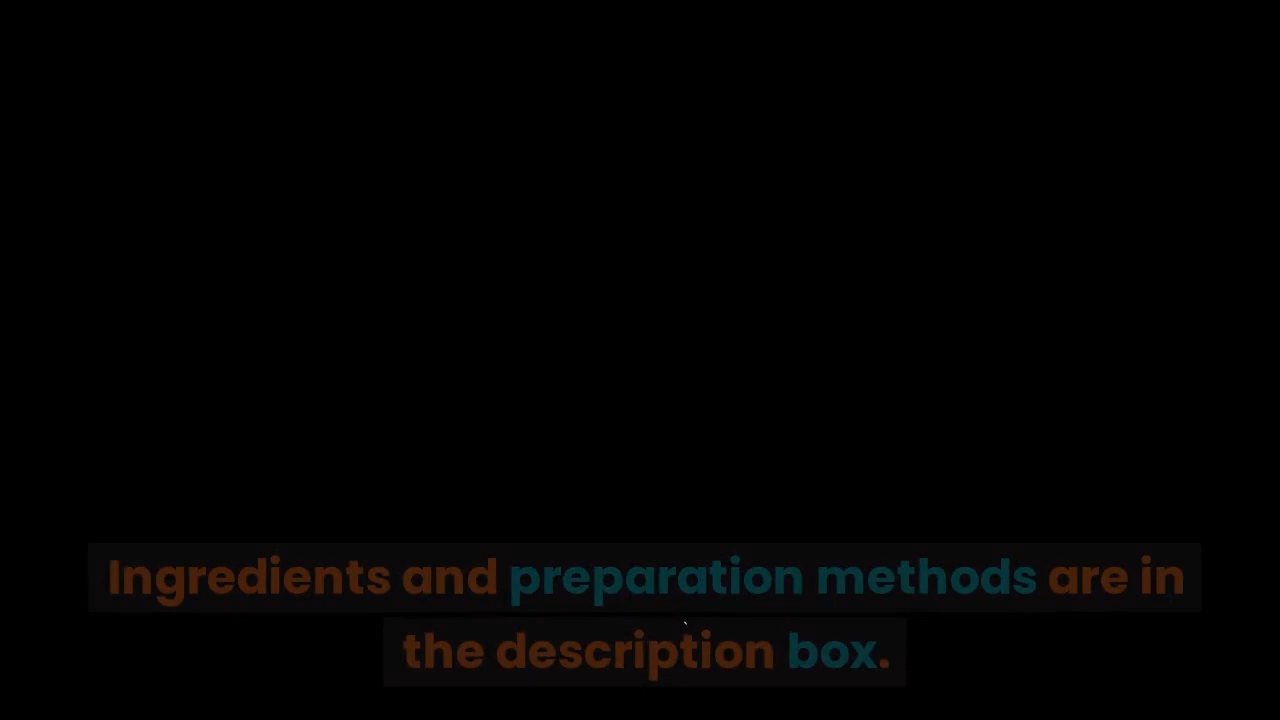 Ingredients and preparation methods are in
the description box.